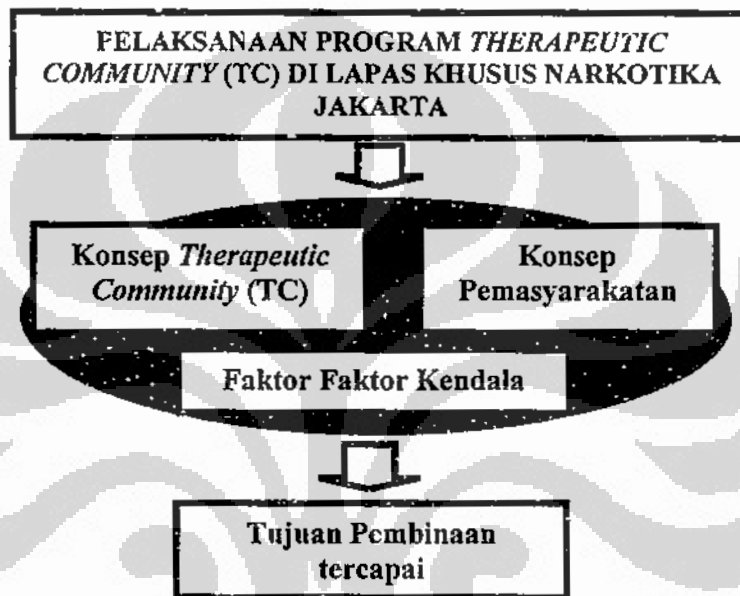 PELAKSANAAN PROGRAM THERAPEUTIC
COMMUNITY (TC) DI LAPAS KHUSUS NARKOTIKA
JAKARTA
Konsep Therapeutic
Community (TC)
Konsep
Pemasyarakatan
Faktor Faktor Kendala
Tujuan Pembinaan
tercapai